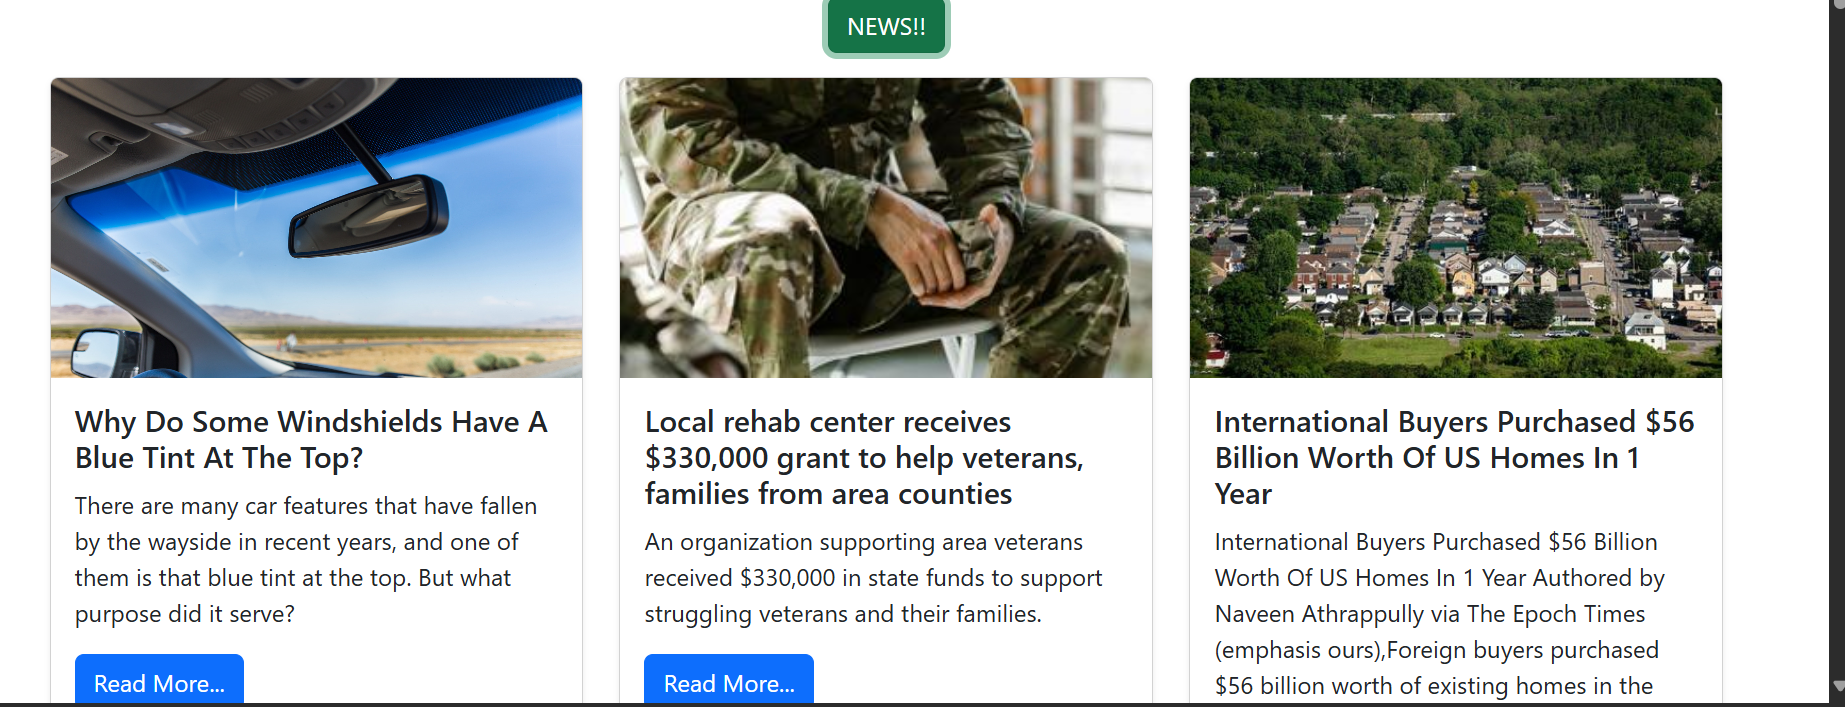 NEWS!!
Why Do Some Windshields Have A
Blue Tint At The Top?
There are many car features that have fallen
by the wayside in recent years, and one of
them is that blue tint at the top. But what
purpose did it serve?
Read More...
Local rehab center receives
$330,000 grant to help veterans,
families from area counties
An organization supporting area veterans
received $330,000 in state funds to support
struggling veterans and their families.
Read More...
International Buyers Purchased $56
Billion Worth Of US Homes In 1
Year
International Buyers Purchased $56 Billion
Worth Of US Homes In 1 Year Authored by
Naveen Athrappully via The Epoch Times
(emphasis ours),Foreign buyers purchased
$56 billion worth of existing homes in the